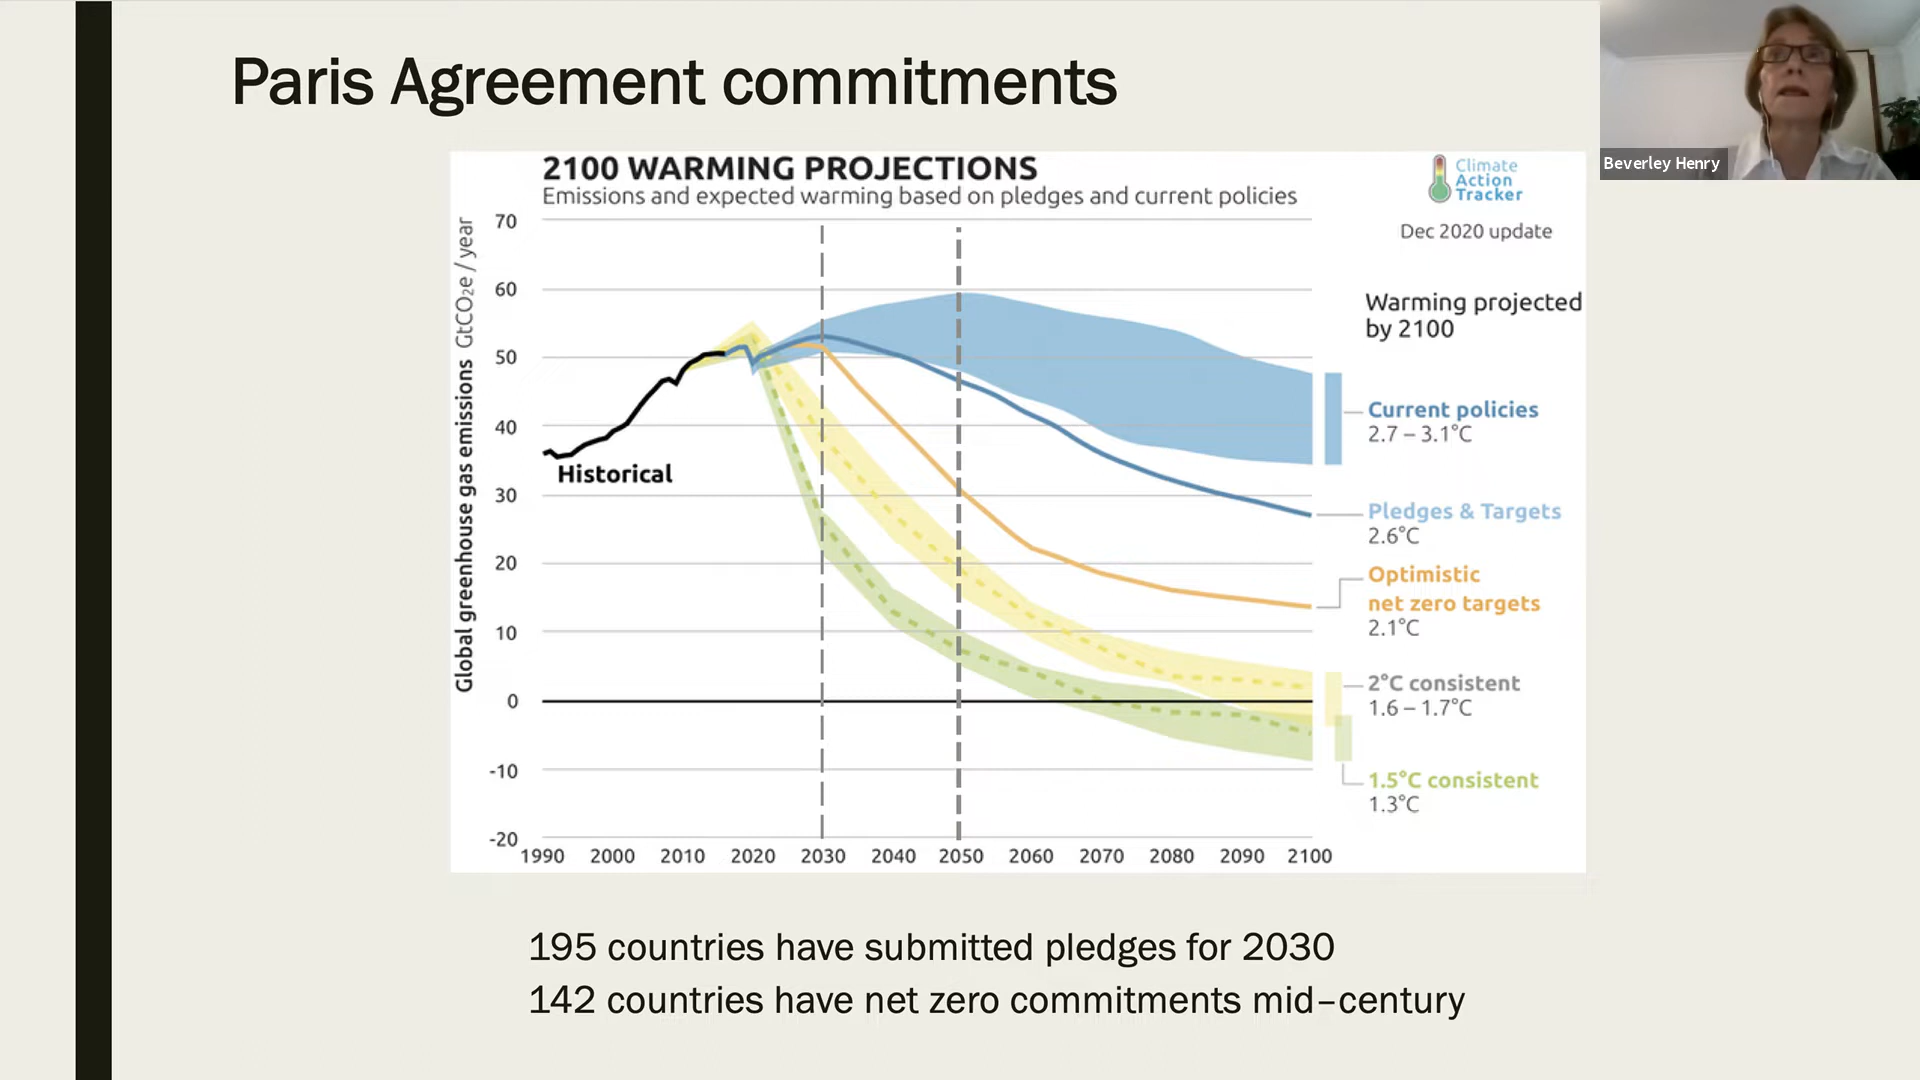 Paris Agreement commitments
Beverley Henry
2100 WARMING PROJECTIONS
Emissions and expected warming based on pledges and current policies
Climate
Action
Tracker
Dec 2020 update
Global greenhouse gas emissions GtCO₂e / year
70
60
50
40
30
20
10
0
-10
-20
Historical
Warming projected
by 2100
Current policies
2.7 – 3.1°C
Pledges & Targets
2.6°C
Optimistic
net zero targets
2.1°C
2°C consistent
1.6 – 1.7°C
1.5°C consistent
1.3°C
1990 2000 2010 2020 2030 2040 2050 2060 2070 2080 2090 2100
195 countries have submitted pledges for 2030
142 countries have net zero commitments mid–century